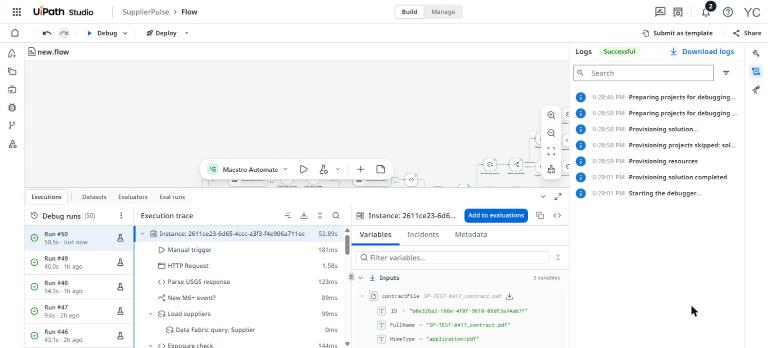 UiPath Studio
SupplierPulse > Flow
Build Manage
2
YC
Debug
Deploy
Submit as template
Share
new.flow
Logs Successful
Download logs
Search
6:28:46 PM Preparing projects for debugging...
6:28:58 PM Preparing projects for debugging ...
6:28:58 PM Provisioning solution...
6:28:58 PM Provisioning projects skipped: sol...
6:28:59 PM Provisioning resources
6:29:01 PM Provisioning solution completed
6:29:01 PM Starting the debugger...
Maestro Automate
Executions Datasets Evaluators Eval runs
Debug runs (50)
Run #50
50.5s · Just now
Run #49
40.0s · 1h ago
Run #48
54.3s · 1h ago
Run #47
9.6s · 2h ago
Run #46
43.1s · 2h ago
Execution trace
Instance: 2611ce23-6d65-4ccc-a3f3-f4e906a711ec 52.89s
Manual trigger 181ms
HTTP Request 1.58s
Parse USGS response 123ms
New M6+ event? 89ms
Load suppliers 99ms
Data Fabric query: Supplier 0ms
Exposure check 144ms
Instance: 2611ce23-6d6...
Add to evaluations
Variables Incidents Metadata
Filter variables...
Inputs
3 variables
contractFile SP-TEST-0417_contract.pdf
ID
FullName = "SP-TEST-0417_contract.pdf"
MimeType = "application/pdf"